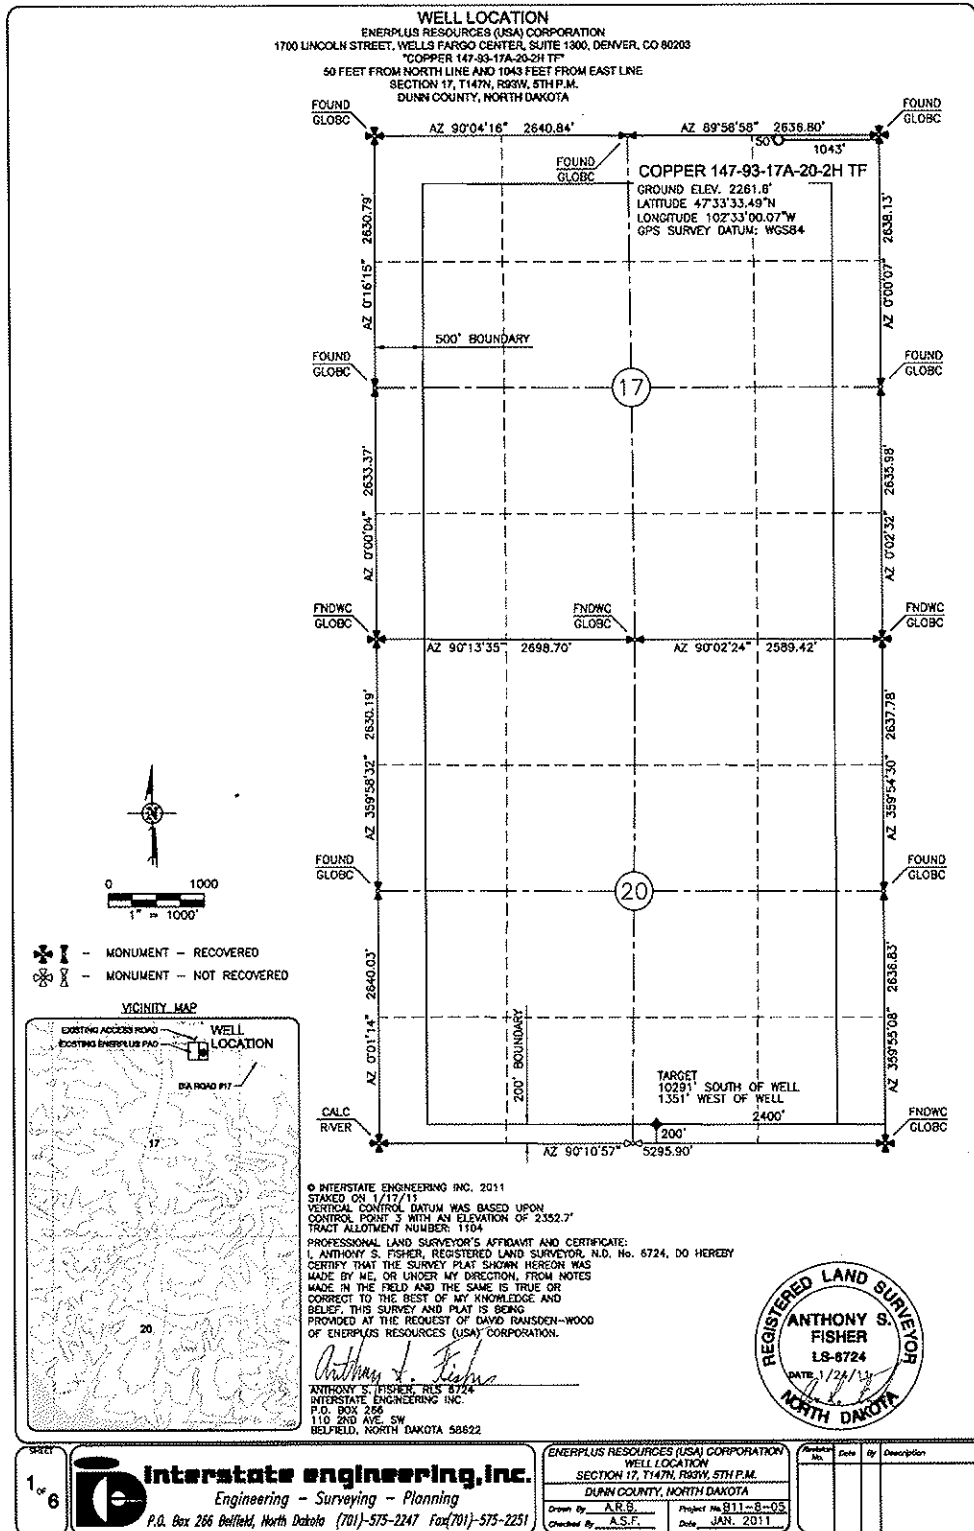 WELL LOCATION
ENERPLUS RESOURCES (USA) CORPORATION
1700 LINCOLN STREET, WELLS FARGO CENTER, SUITE 1300, DENVER, CO 80203
"COPPER 147-93-17A-20-2H TF"
50 FEET FROM NORTH LINE AND 1043 FEET FROM EAST LINE
SECTION 17, T147N, R93W, 5TH P.M.
DUNN COUNTY, NORTH DAKOTA
FOUND
GLOBC
AZ 90°04'16" 2640.84'
AZ 89°58'58" 2636.80'
FOUND
GLOBC
50'
1043'
FOUND
GLOBC
COPPER 147-93-17A-20-2H TF
GROUND ELEV. 2261.6'
LATITUDE 47°33'33.49"N
LONGITUDE 102°33'00.07"W
GPS SURVEY DATUM: WGS84
AZ 0°16'15" 2630.79'
AZ 0°00'07" 2638.13'
500' BOUNDARY
FOUND
GLOBC
17
FOUND
GLOBC
AZ 0°00'04" 2633.37'
AZ 0°02'32" 2635.98'
FNDWC
GLOBC
FNDWC
GLOBC
FNDWC
GLOBC
AZ 90°13'35" 2698.70'
AZ 90°02'24" 2589.42'
AZ 359°58'32" 2630.19'
AZ 359°54'30" 2637.78'
N
FOUND
GLOBC
20
FOUND
GLOBC
0 1000
1" = 1000'
- MONUMENT - RECOVERED
- MONUMENT - NOT RECOVERED
AZ 0°01'14" 2640.03'
AZ 359°55'08" 2636.83'
200' BOUNDARY
TARGET
10291' SOUTH OF WELL
1351' WEST OF WELL
2400'
200'
CALC
RIVER
FNDWC
GLOBC
AZ 90°10'57" 5295.90'
VICINITY MAP
EXISTING ACCESS ROAD
EXISTING ENERPLUS PAD
WELL
LOCATION
BIA ROAD #17
17
20
© INTERSTATE ENGINEERING INC. 2011
STAKED ON 1/17/11
VERTICAL CONTROL DATUM WAS BASED UPON
CONTROL POINT 3 WITH AN ELEVATION OF 2352.7'
TRACT ALLOTMENT NUMBER: 1104
PROFESSIONAL LAND SURVEYOR'S AFFIDAVIT AND CERTIFICATE:
I, ANTHONY S. FISHER, REGISTERED LAND SURVEYOR, N.D. No. 6724, DO HEREBY
CERTIFY THAT THE SURVEY PLAT SHOWN HEREON WAS
MADE BY ME, OR UNDER MY DIRECTION, FROM NOTES
MADE IN THE FIELD AND THE SAME IS TRUE OR
CORRECT TO THE BEST OF MY KNOWLEDGE AND
BELIEF. THIS SURVEY AND PLAT IS BEING
PROVIDED AT THE REQUEST OF DAVID RAMSDEN-WOOD
OF ENERPLUS RESOURCES (USA) CORPORATION.
Anthony S. Fisher
ANTHONY S. FISHER, RLS 6724
INTERSTATE ENGINEERING INC.
P.O. BOX 266
110 2ND AVE. SW
BELFIELD, NORTH DAKOTA 58622
REGISTERED LAND SURVEYOR
ANTHONY S.
FISHER
LS-6724
DATE 1/24/11
NORTH DAKOTA
SHEET
1 OF 6
Interstate engineering, inc.
Engineering - Surveying - Planning
P.O. Box 266 Belfield, North Dakota (701)-575-2247 Fax(701)-575-2251
ENERPLUS RESOURCES (USA) CORPORATION
WELL LOCATION
SECTION 17, T147N, R93W, 5TH P.M.
DUNN COUNTY, NORTH DAKOTA
Drawn By A.R.B. Project No. B11-8-05
Checked By A.S.F. Date JAN. 2011
Revision No. Date By Description